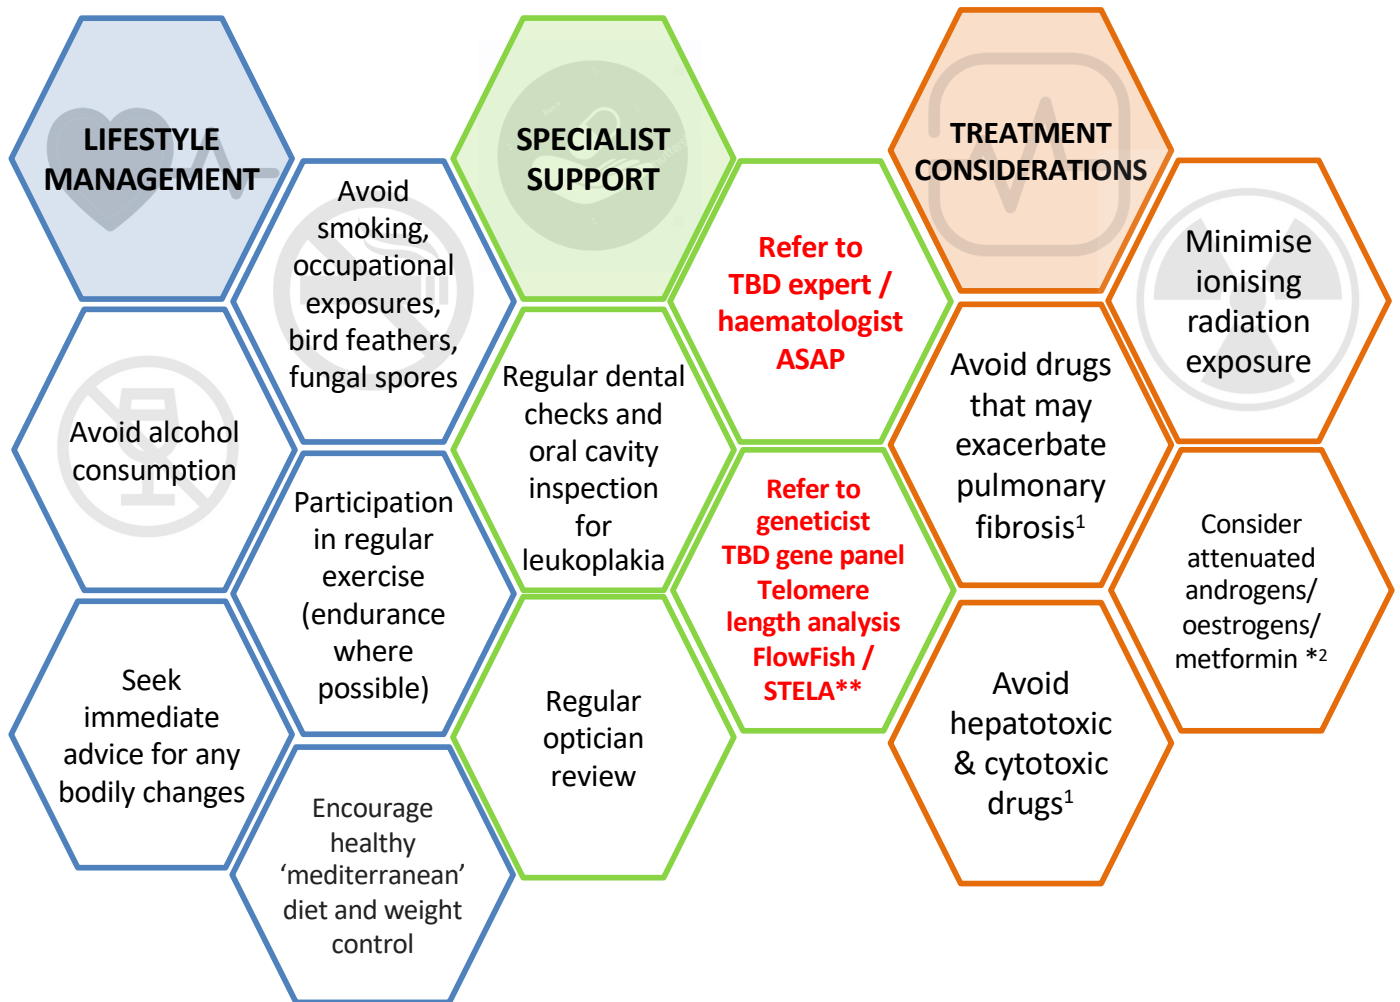 LIFESTYLE
MANAGEMENT
Avoid
smoking,
occupational
exposures,
bird feathers,
fungal spores
Avoid alcohol
consumption
Participation
in regular
exercise
(endurance
where
possible)
Seek
immediate
advice for any
bodily changes
Encourage
healthy
‘mediterranean’
diet and weight
control
SPECIALIST
SUPPORT
Refer to
TBD expert /
haematologist
ASAP
Regular dental
checks and
oral cavity
inspection
for
leukoplakia
Refer to
geneticist
TBD gene panel
Telomere
length analysis
FlowFish /
STELA**
Regular
optician
review
TREATMENT
CONSIDERATIONS
Minimise
ionising
radiation
exposure
Avoid drugs
that may
exacerbate
pulmonary
fibrosis¹
Consider
attenuated
androgens/
oestrogens/
metformin *²
Avoid
hepatotoxic
& cytotoxic
drugs¹